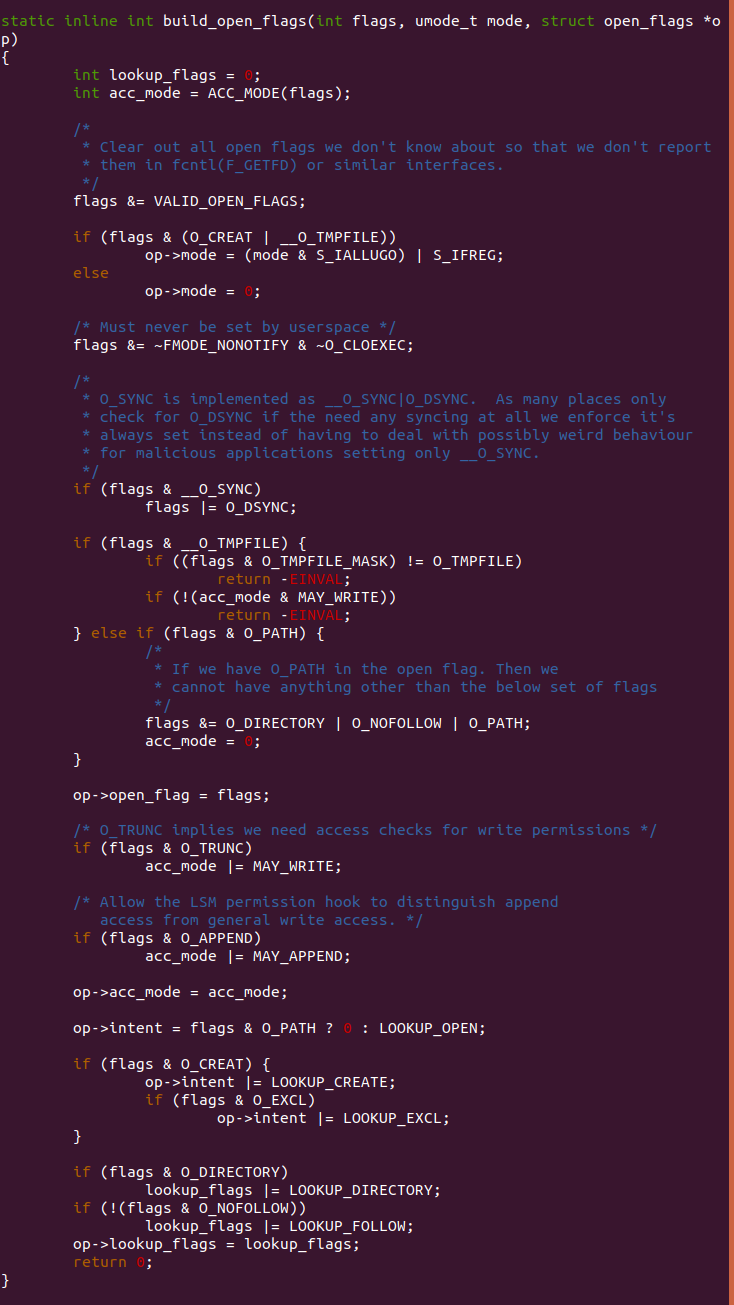 static inline int build_open_flags(int flags, umode_t mode, struct open_flags *o
p)
{
        int lookup_flags = 0;
        int acc_mode = ACC_MODE(flags);

        /*
         * Clear out all open flags we don't know about so that we don't report
         * them in fcntl(F_GETFD) or similar interfaces.
         */
        flags &= VALID_OPEN_FLAGS;

        if (flags & (O_CREAT | __O_TMPFILE))
                op->mode = (mode & S_IALLUGO) | S_IFREG;
        else
                op->mode = 0;

        /* Must never be set by userspace */
        flags &= ~FMODE_NONOTIFY & ~O_CLOEXEC;

        /*
         * O_SYNC is implemented as __O_SYNC|O_DSYNC.  As many places only
         * check for O_DSYNC if the need any syncing at all we enforce it's
         * always set instead of having to deal with possibly weird behaviour
         * for malicious applications setting only __O_SYNC.
         */
        if (flags & __O_SYNC)
                flags |= O_DSYNC;

        if (flags & __O_TMPFILE) {
                if ((flags & O_TMPFILE_MASK) != O_TMPFILE)
                        return -EINVAL;
                if (!(acc_mode & MAY_WRITE))
                        return -EINVAL;
        } else if (flags & O_PATH) {
                /*
                 * If we have O_PATH in the open flag. Then we
                 * cannot have anything other than the below set of flags
                 */
                flags &= O_DIRECTORY | O_NOFOLLOW | O_PATH;
                acc_mode = 0;
        }

        op->open_flag = flags;

        /* O_TRUNC implies we need access checks for write permissions */
        if (flags & O_TRUNC)
                acc_mode |= MAY_WRITE;

        /* Allow the LSM permission hook to distinguish append
           access from general write access. */
        if (flags & O_APPEND)
                acc_mode |= MAY_APPEND;

        op->acc_mode = acc_mode;

        op->intent = flags & O_PATH ? 0 : LOOKUP_OPEN;

        if (flags & O_CREAT) {
                op->intent |= LOOKUP_CREATE;
                if (flags & O_EXCL)
                        op->intent |= LOOKUP_EXCL;
        }

        if (flags & O_DIRECTORY)
                lookup_flags |= LOOKUP_DIRECTORY;
        if (!(flags & O_NOFOLLOW))
                lookup_flags |= LOOKUP_FOLLOW;
        op->lookup_flags = lookup_flags;
        return 0;
}